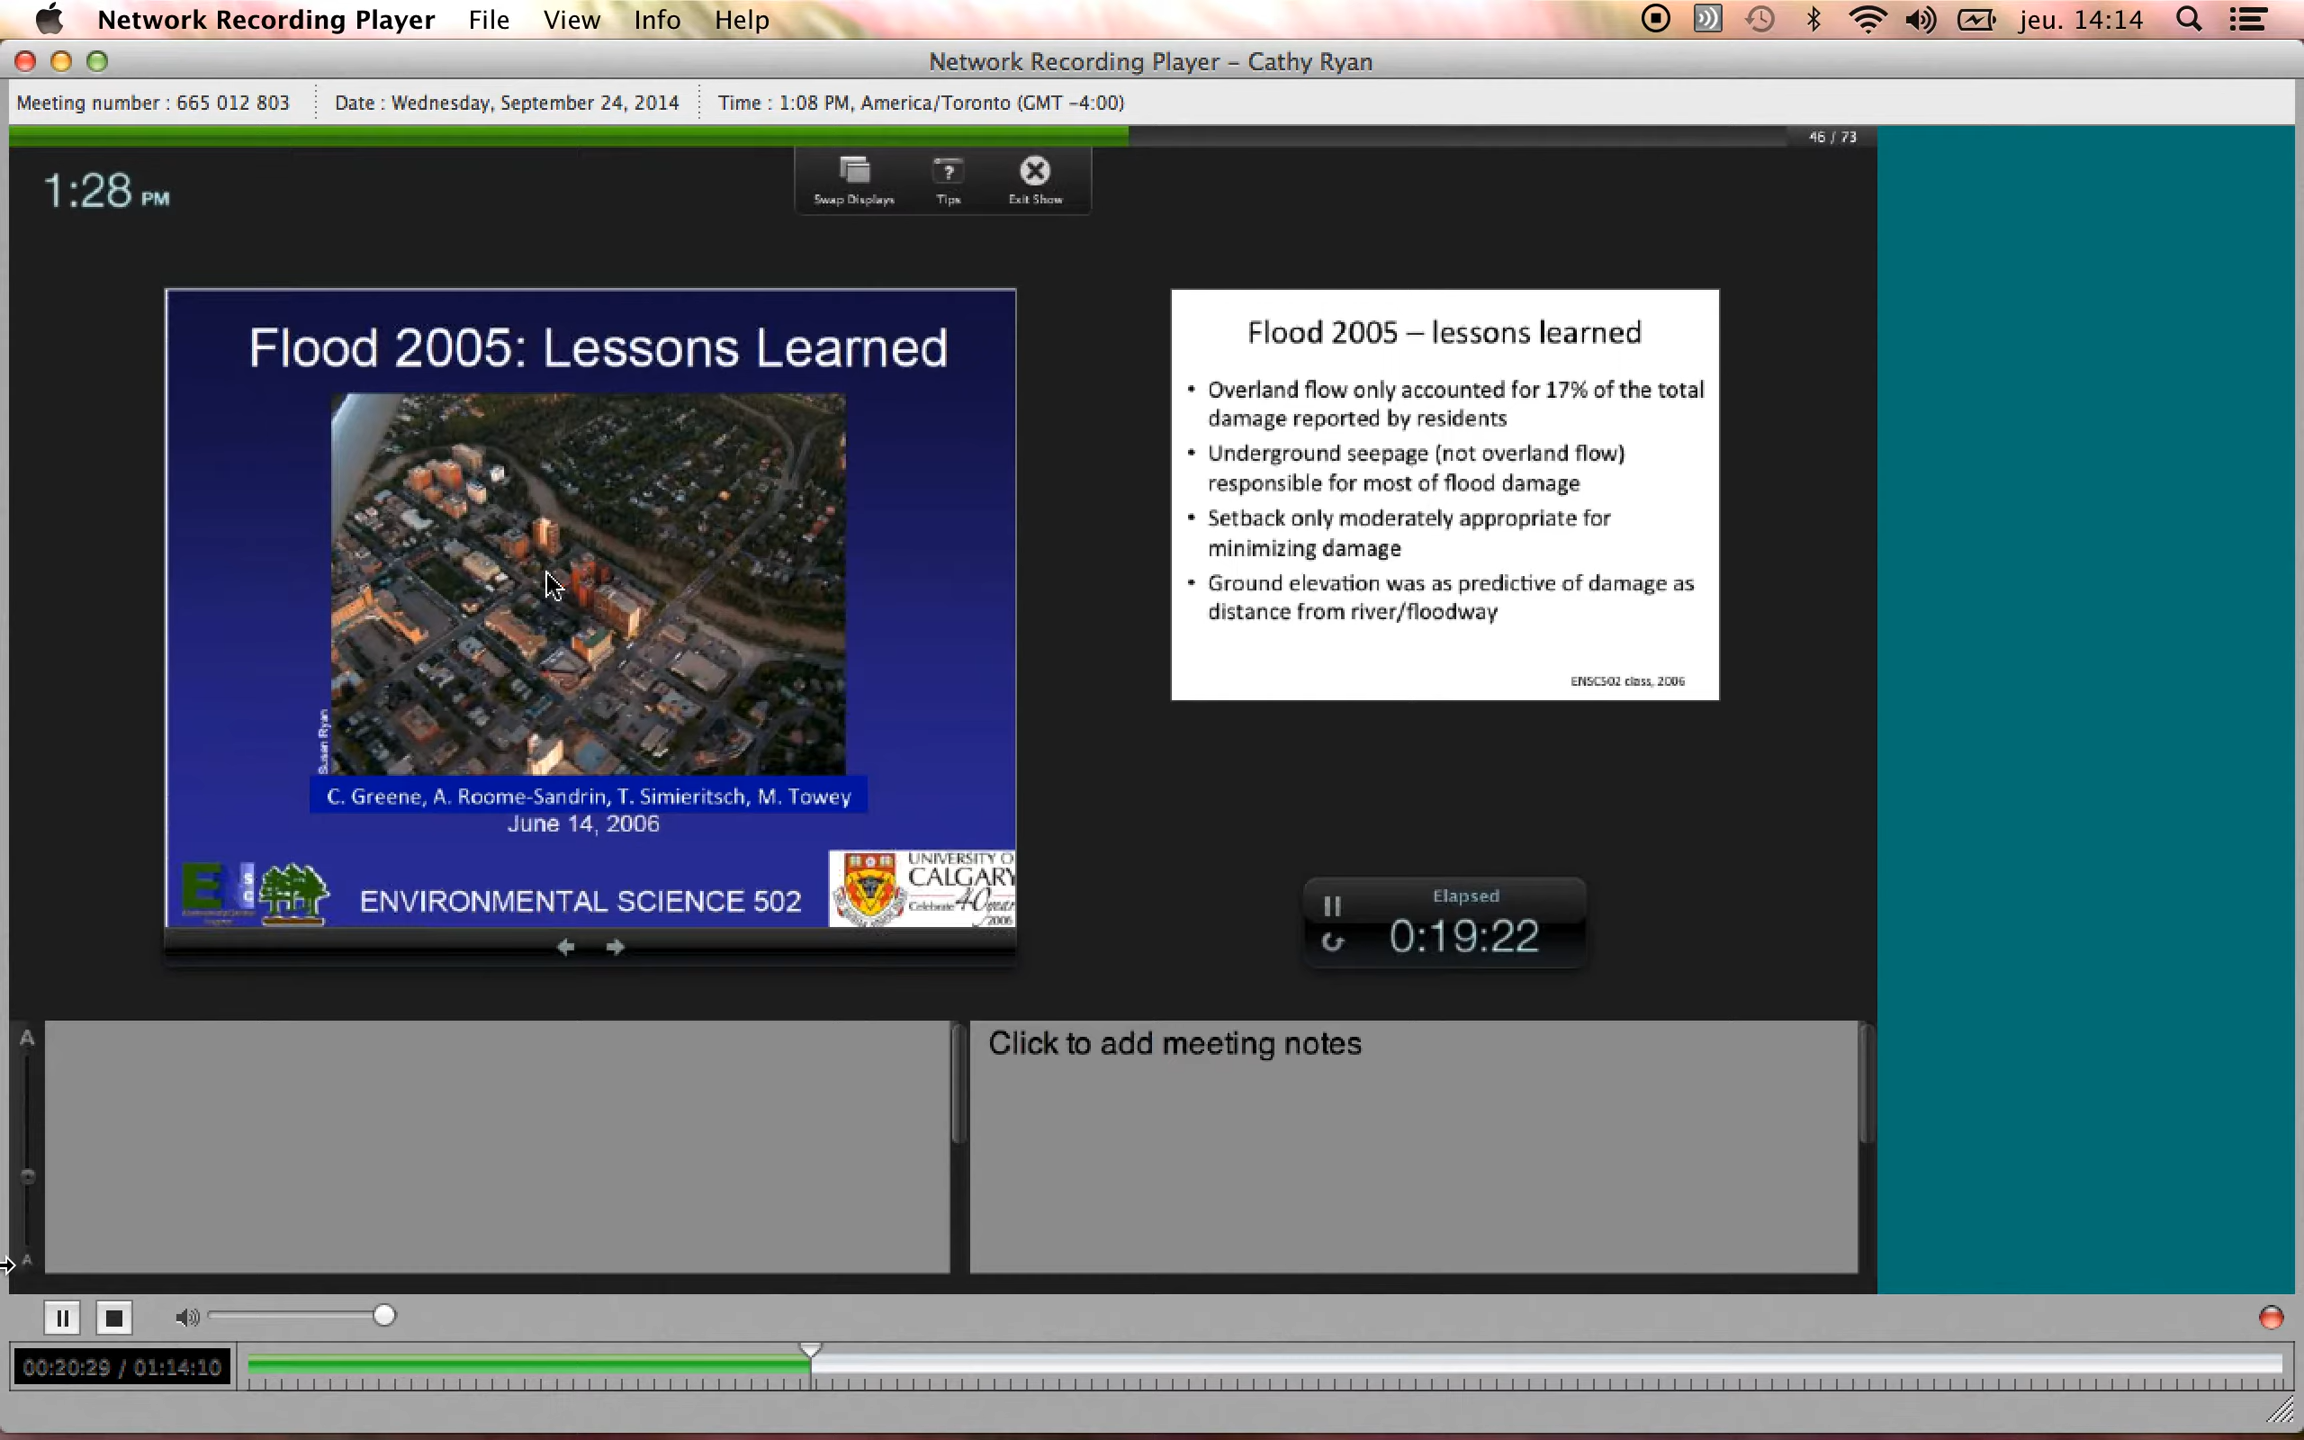 Network Recording Player File View Info Help jeu. 14:14
Network Recording Player – Cathy Ryan
Meeting number : 665 012 803 Date : Wednesday, September 24, 2014 Time : 1:08 PM, America/Toronto (GMT -4:00)
46 / 73
1:28 PM
Swap Displays Tips Exit Show
Flood 2005: Lessons Learned
Susan Ryan
C. Greene, A. Roome-Sandrin, T. Simieritsch, M. Towey
June 14, 2006
ENVIRONMENTAL SCIENCE 502
UNIVERSITY O
CALGARY
Celebrate 40 years
2006
Flood 2005 – lessons learned
• Overland flow only accounted for 17% of the total
damage reported by residents
• Underground seepage (not overland flow)
responsible for most of flood damage
• Setback only moderately appropriate for
minimizing damage
• Ground elevation was as predictive of damage as
distance from river/floodway
ENSC502 class, 2006
Elapsed
0:19:22
A
A
Click to add meeting notes
00:20:29 / 01:14:10